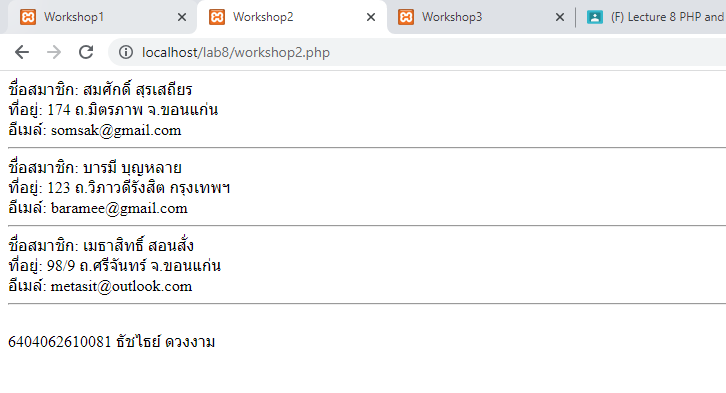 Workshop1
Workshop2
Workshop3
(F) Lecture 8 PHP and
localhost/lab8/workshop2.php
ชื่อสมาชิก: สมศักดิ์ สุรเสถียร
ที่อยู่: 174 ถ.มิตรภาพ จ.ขอนแก่น
อีเมล์: somsak@gmail.com
ชื่อสมาชิก: บารมี บุญหลาย
ที่อยู่: 123 ถ.วิภาวดีรังสิต กรุงเทพฯ
อีเมล์: baramee@gmail.com
ชื่อสมาชิก: เมธาสิทธิ์ สอนสั่ง
ที่อยู่: 98/9 ถ.ศรีจันทร์ จ.ขอนแก่น
อีเมล์: metasit@outlook.com
6404062610081 ธัชไธย์ ดวงงาม